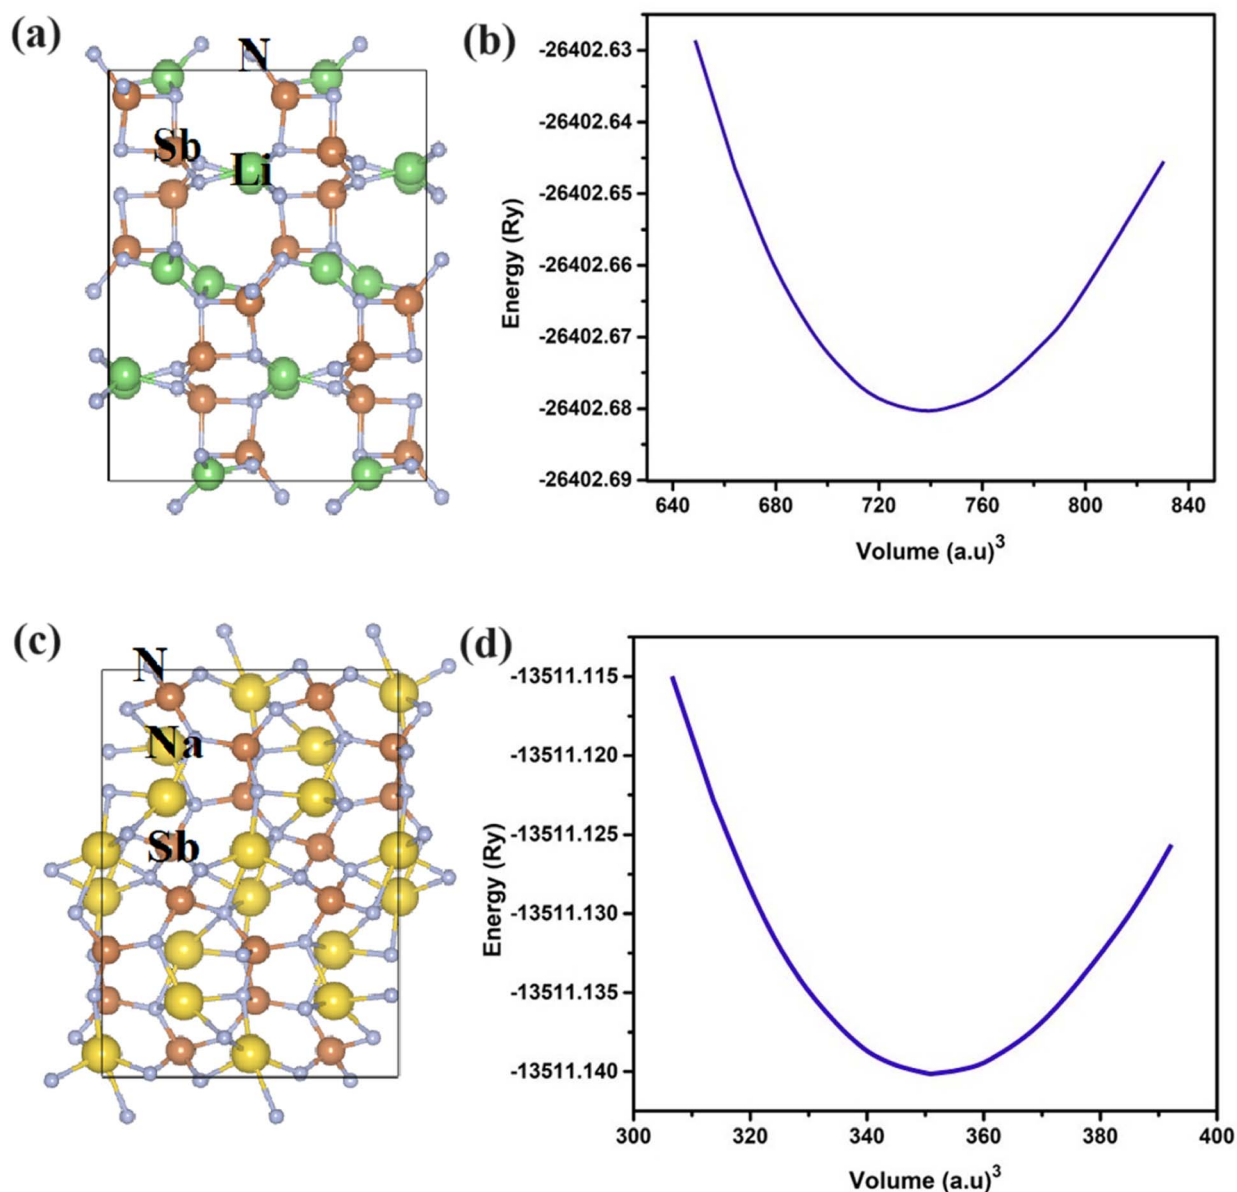 (a)
N
Sb
Li
(b)
-26402.63
-26402.64
-26402.65
-26402.66
-26402.67
-26402.68
-26402.69
Energy (Ry)
640 680 720 760 800 840
Volume (a.u)³
(c)
N
Na
Sb
(d)
-13511.115
-13511.120
-13511.125
-13511.130
-13511.135
-13511.140
Energy (Ry)
300 320 340 360 380 400
Volume (a.u)³